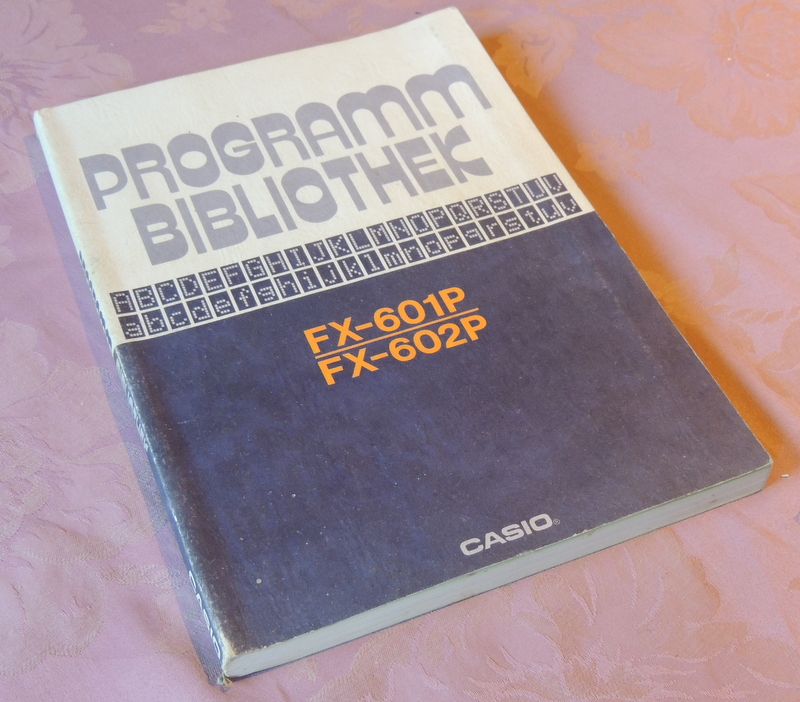 PROGRAMM
BIBLIOTHEK
ABCDEFGHIJKLMNOPQRSTUV
abcdefghijklmnopqrstuv
FX-601P
FX-602P
CASIO®